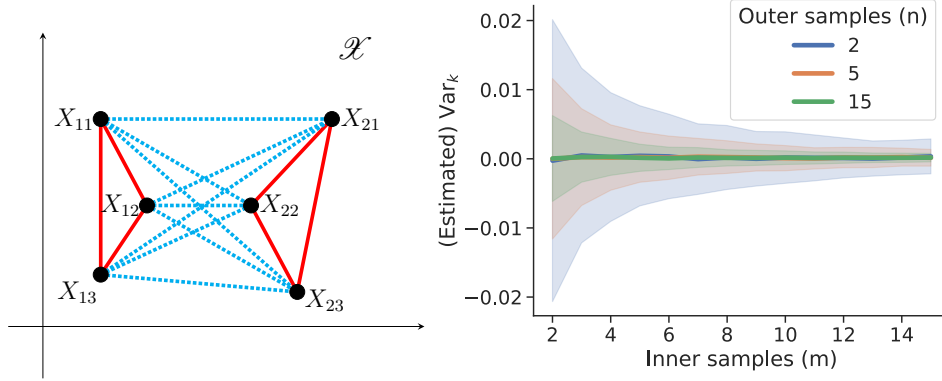 𝒳
X₁₁
X₂₁
X₁₂
X₂₂
X₁₃
X₂₃
(Estimated) Varₖ
0.02
0.01
0.00
−0.01
−0.02
2 4 6 8 10 12 14
Inner samples (m)
Outer samples (n)
2
5
15